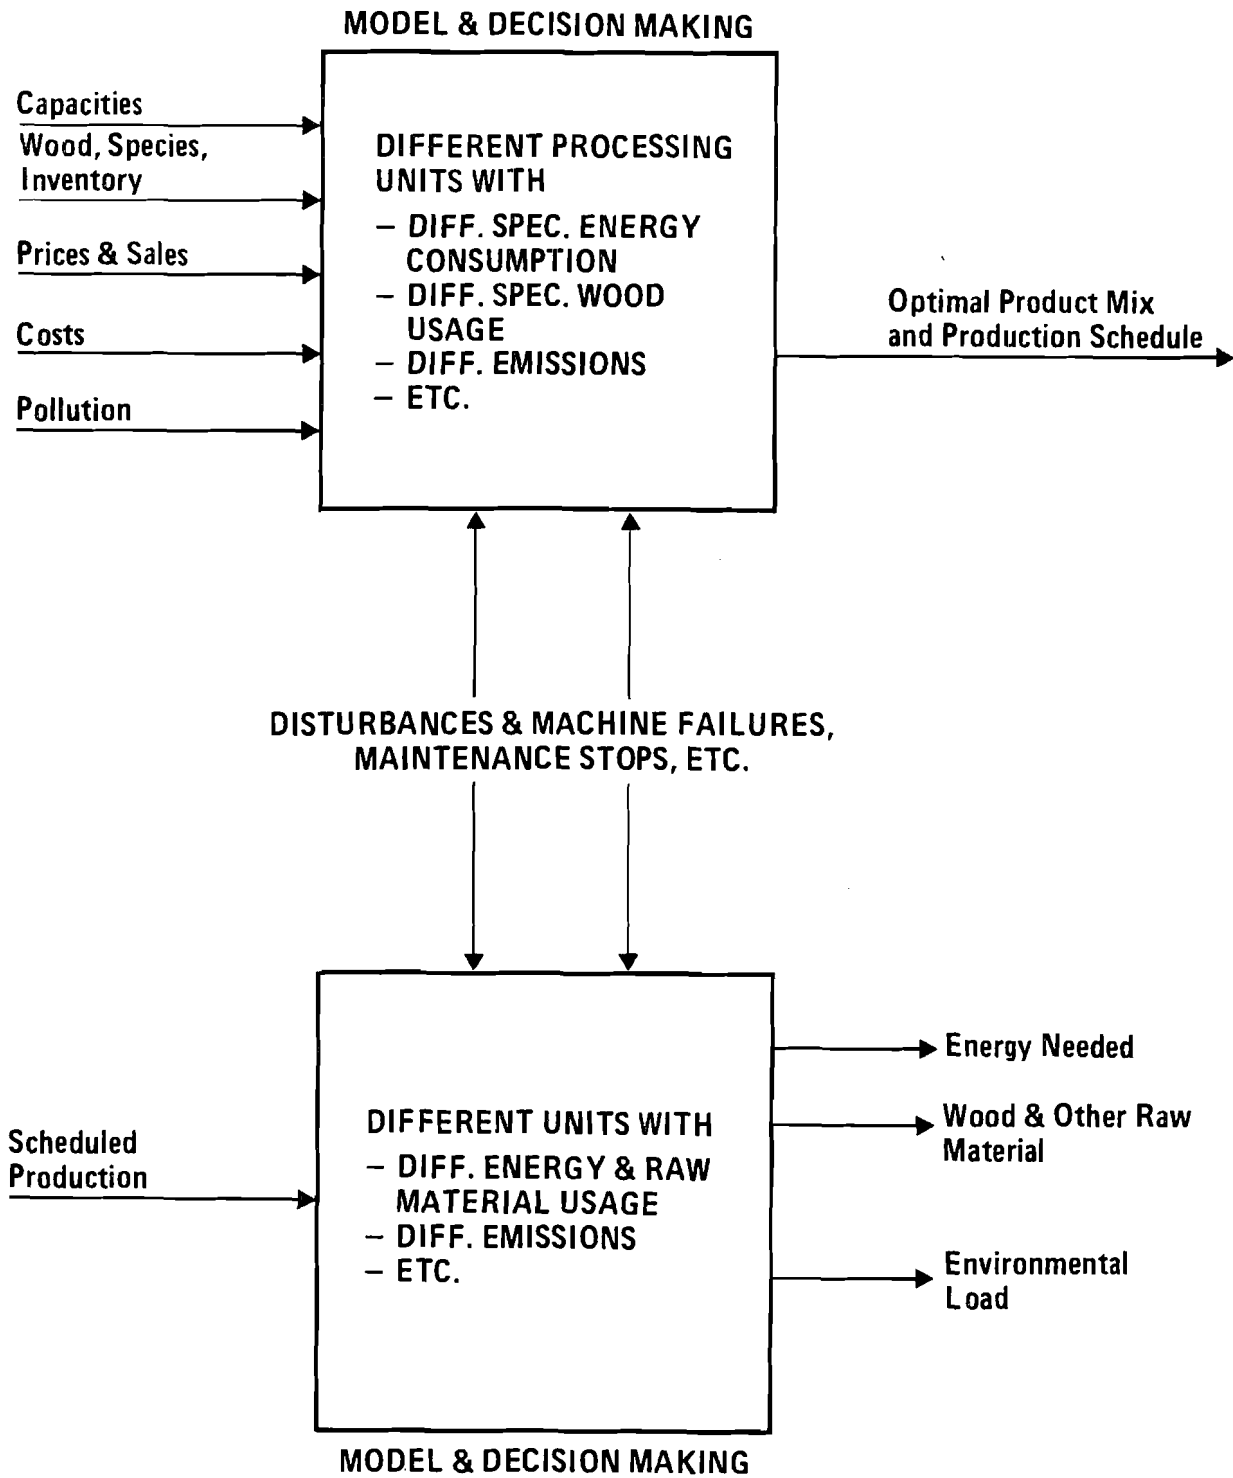 MODEL & DECISION MAKING
Capacities
Wood, Species,
Inventory
Prices & Sales
Costs
Pollution
DIFFERENT PROCESSING
UNITS WITH
– DIFF. SPEC. ENERGY
CONSUMPTION
– DIFF. SPEC. WOOD
USAGE
– DIFF. EMISSIONS
– ETC.
Optimal Product Mix
and Production Schedule
DISTURBANCES & MACHINE FAILURES,
MAINTENANCE STOPS, ETC.
Scheduled
Production
DIFFERENT UNITS WITH
– DIFF. ENERGY & RAW
MATERIAL USAGE
– DIFF. EMISSIONS
– ETC.
Energy Needed
Wood & Other Raw
Material
Environmental
Load
MODEL & DECISION MAKING